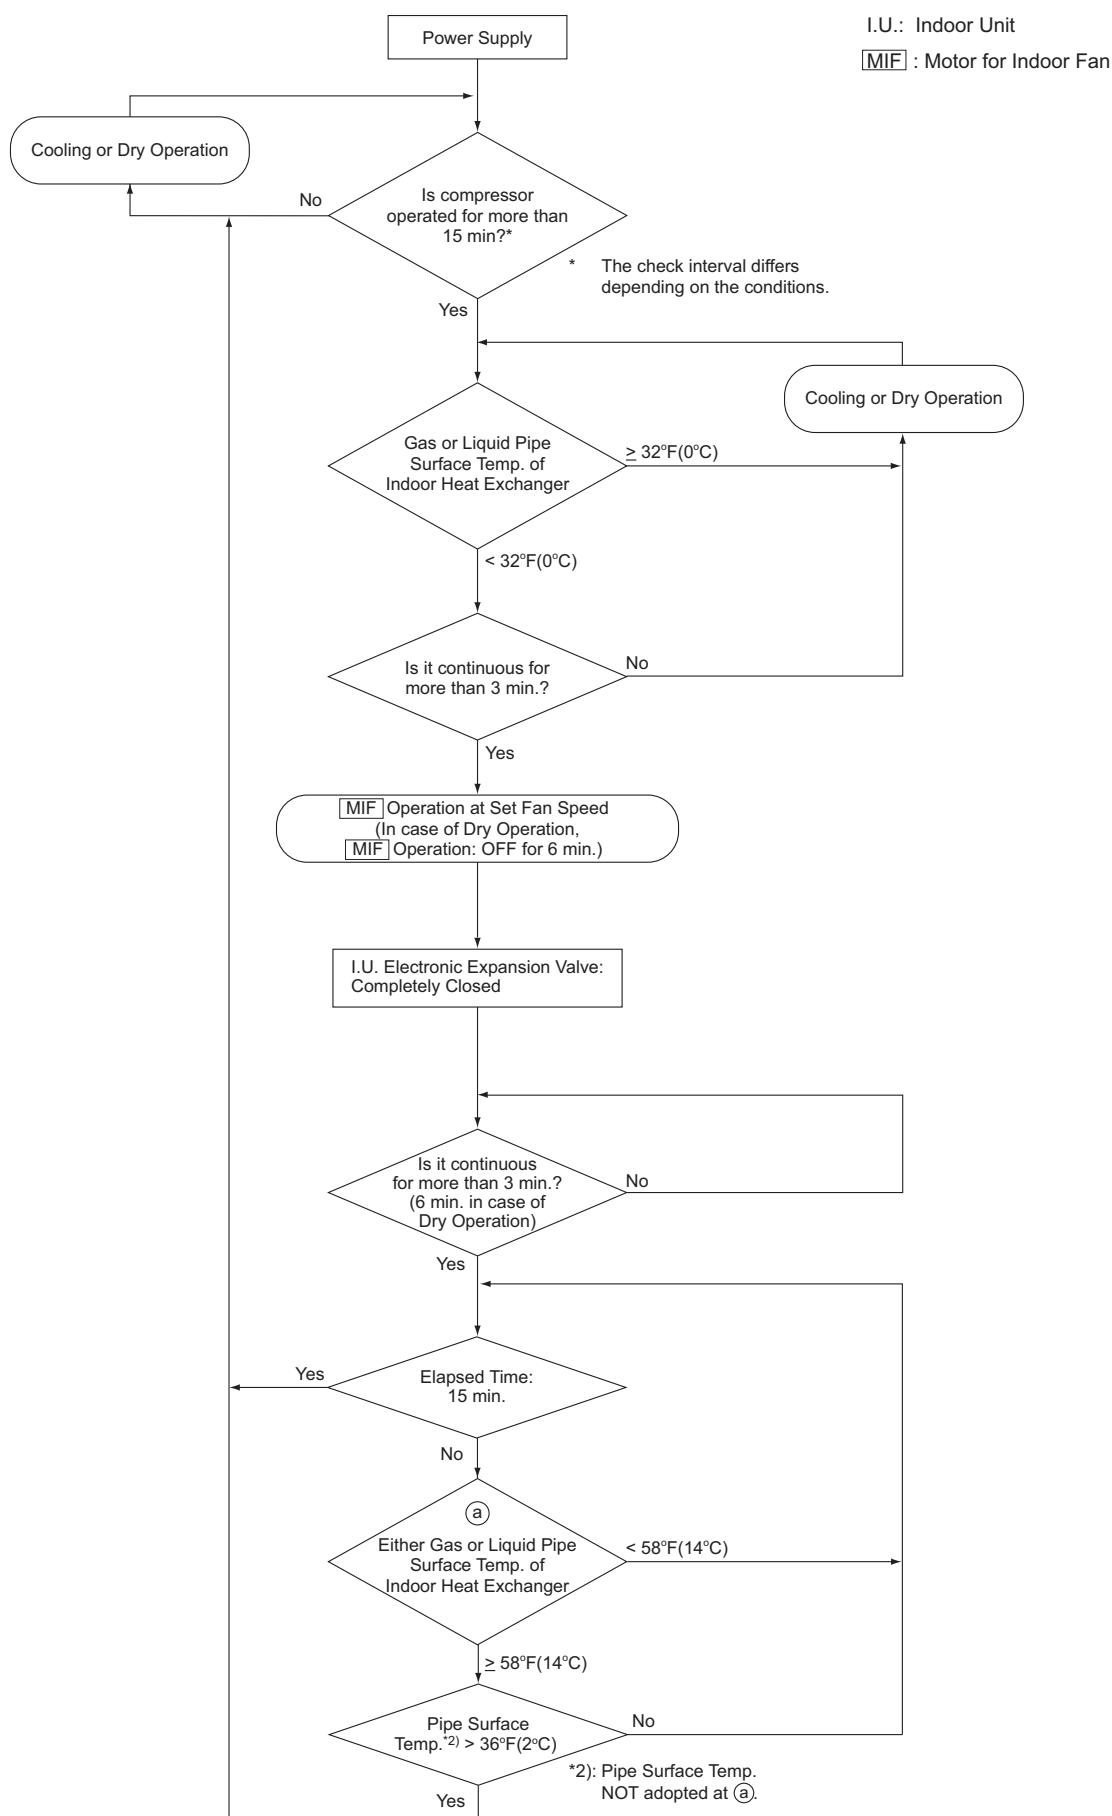 Power Supply
I.U.: Indoor Unit
MIF : Motor for Indoor Fan
Cooling or Dry Operation
No
Is compressor
operated for more than
15 min?*
* The check interval differs
depending on the conditions.
Yes
Cooling or Dry Operation
Gas or Liquid Pipe
Surface Temp. of
Indoor Heat Exchanger
≥ 32°F(0°C)
< 32°F(0°C)
Is it continuous for
more than 3 min.?
No
Yes
MIF Operation at Set Fan Speed
(In case of Dry Operation,
MIF Operation: OFF for 6 min.)
I.U. Electronic Expansion Valve:
Completely Closed
Is it continuous
for more than 3 min.?
(6 min. in case of
Dry Operation)
No
Yes
Yes
Elapsed Time:
15 min.
No
ⓐ
Either Gas or Liquid Pipe
Surface Temp. of
Indoor Heat Exchanger
< 58°F(14°C)
≥ 58°F(14°C)
Pipe Surface
Temp.*2) > 36°F(2°C)
No
*2): Pipe Surface Temp.
NOT adopted at ⓐ.
Yes